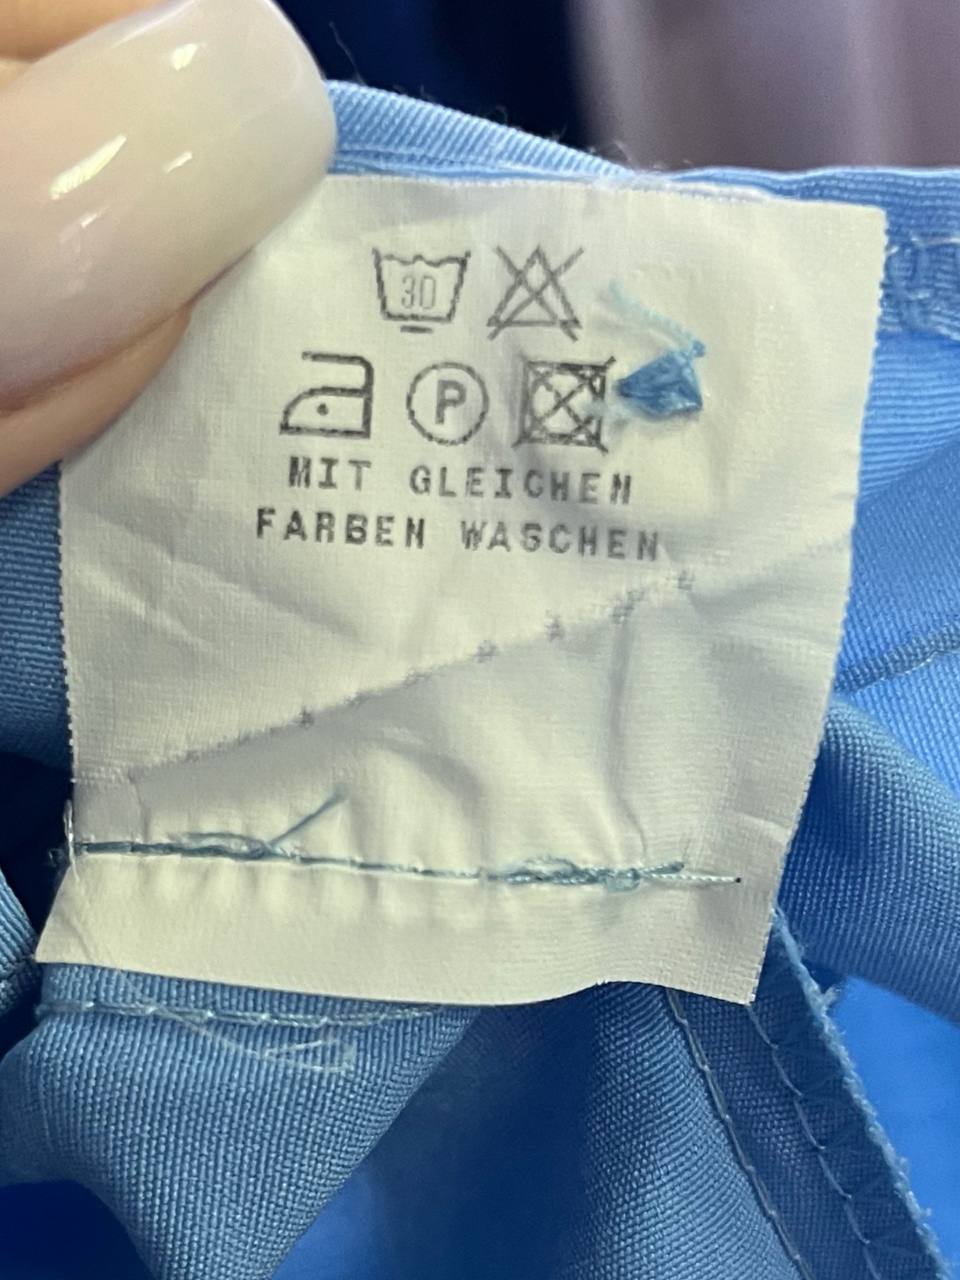 30
P
MIT GLEICHEN
FARBEN WASCHEN